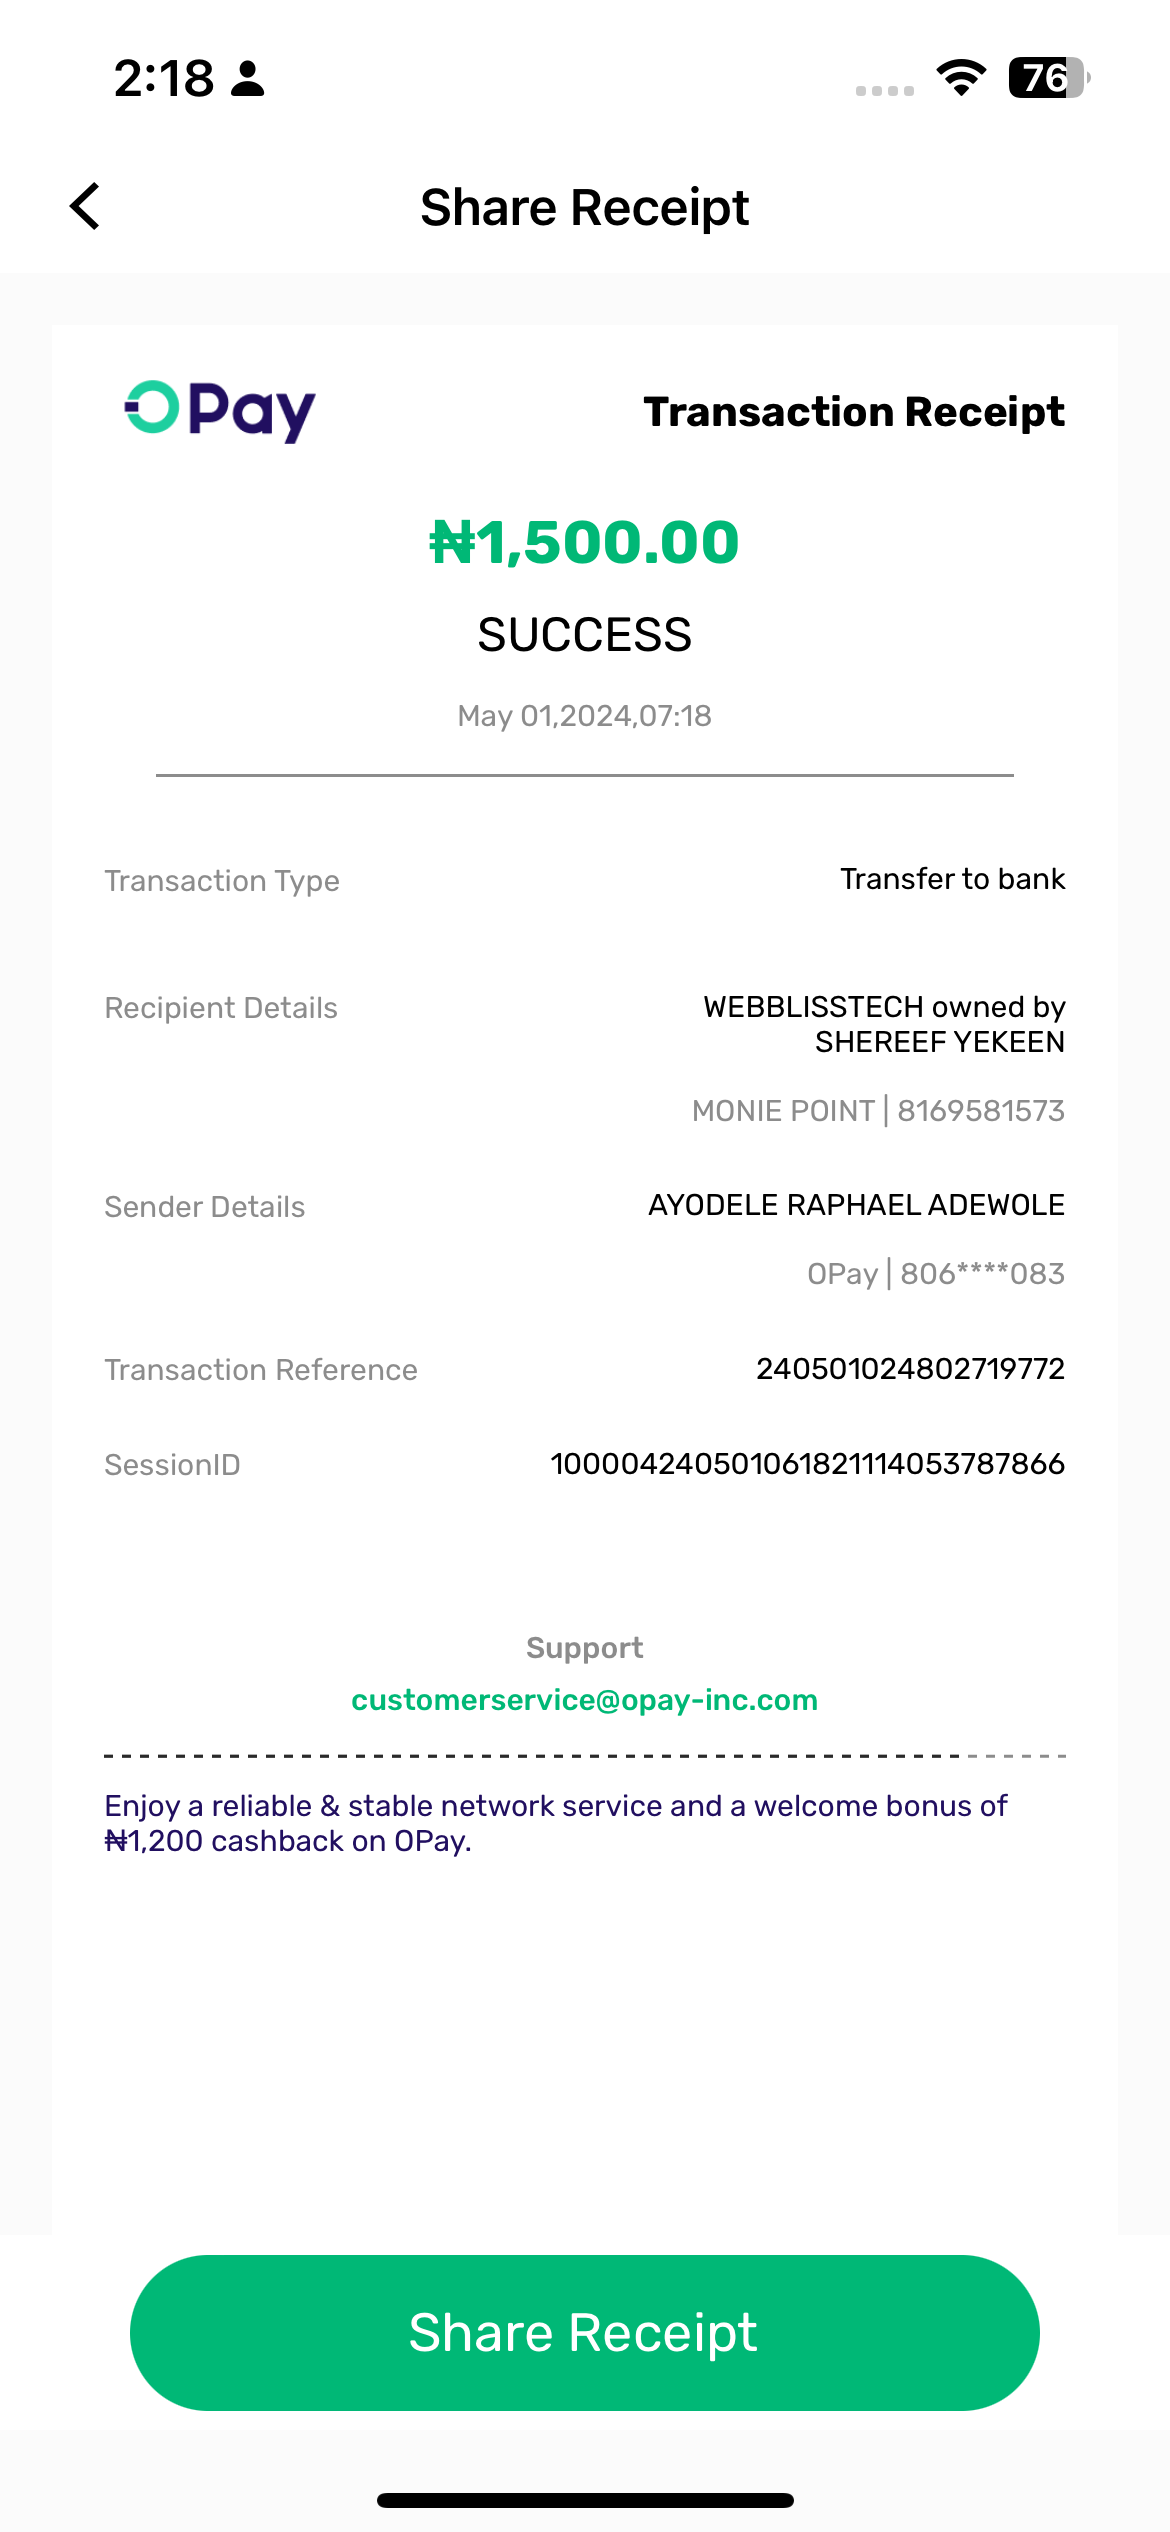 2:18
76
Share Receipt
OPay
Transaction Receipt
₦1,500.00
SUCCESS
May 01,2024,07:18
Transaction Type
Transfer to bank
Recipient Details
WEBBLISSTECH owned by
SHEREEF YEKEEN
MONIE POINT | 8169581573
Sender Details
AYODELE RAPHAEL ADEWOLE
OPay | 806****083
Transaction Reference
240501024802719772
SessionID
100004240501061821114053787866
Support
customerservice@opay-inc.com
Enjoy a reliable & stable network service and a welcome bonus of
₦1,200 cashback on OPay.
Share Receipt